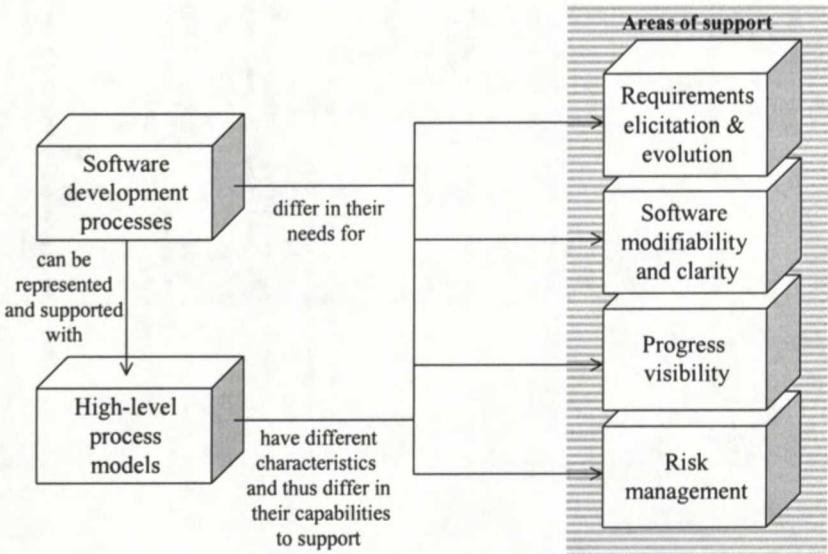 Areas of support
Requirements
elicitation &
evolution
Software
development
processes
differ in their
needs for
Software
modifiability
and clarity
can be
represented
and supported
with
Progress
visibility
High-level
process
models
have different
characteristics
and thus differ in
their capabilities
to support
Risk
management